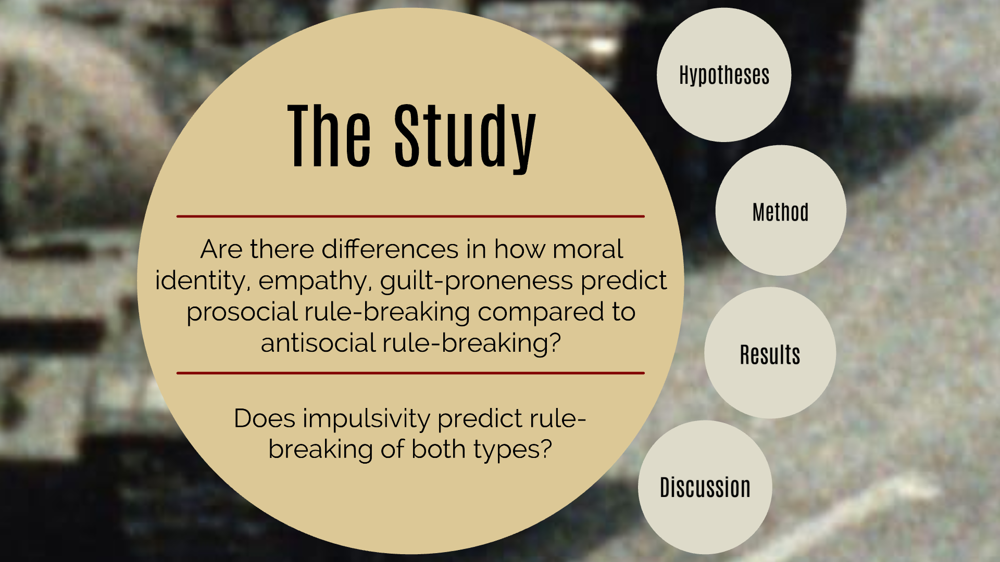 The Study
Are there differences in how moral
identity, empathy, guilt-proneness predict
prosocial rule-breaking compared to
antisocial rule-breaking?
Does impulsivity predict rule-
breaking of both types?
Hypotheses
Method
Results
Discussion